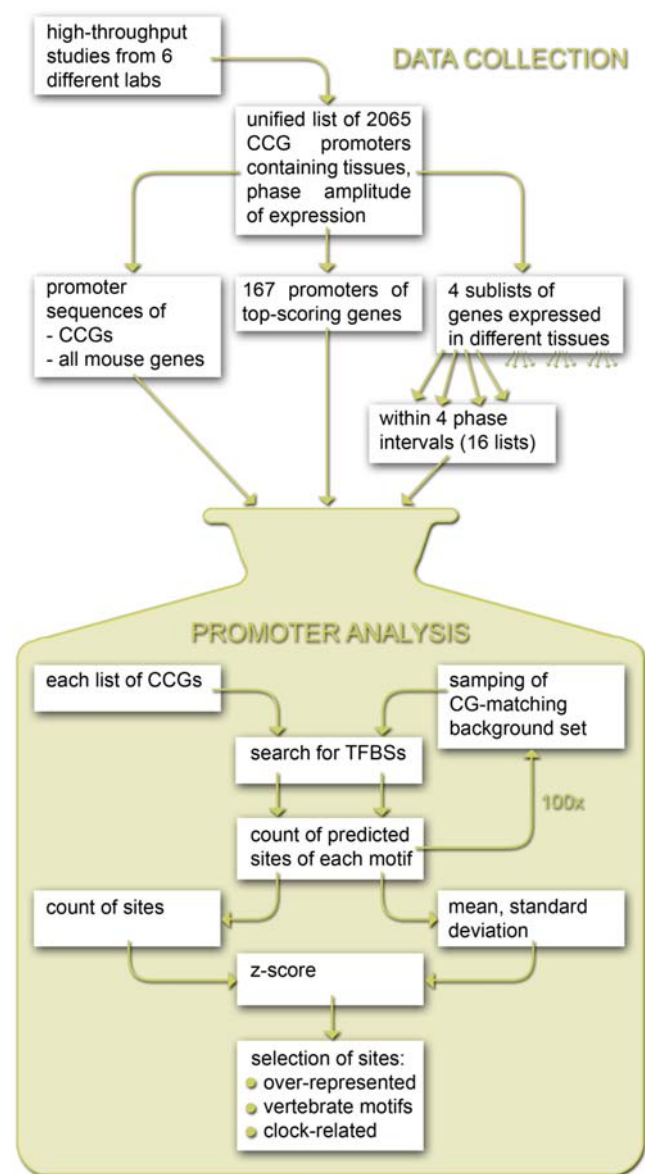 high-throughput
studies from 6
different labs
DATA COLLECTION
unified list of 2065
CCG promoters
containing tissues,
phase amplitude
of expression
promoter
sequences of
- CCGs
- all mouse genes
167 promoters of
top-scoring genes
4 sublists of
genes expressed
in different tissues
within 4 phase
intervals (16 lists)
PROMOTER ANALYSIS
each list of CCGs
sampling of
CG-matching
background set
search for TFBSs
100x
count of predicted
sites of each motif
count of sites
mean, standard
deviation
z-score
selection of sites:
over-represented
vertebrate motifs
clock-related